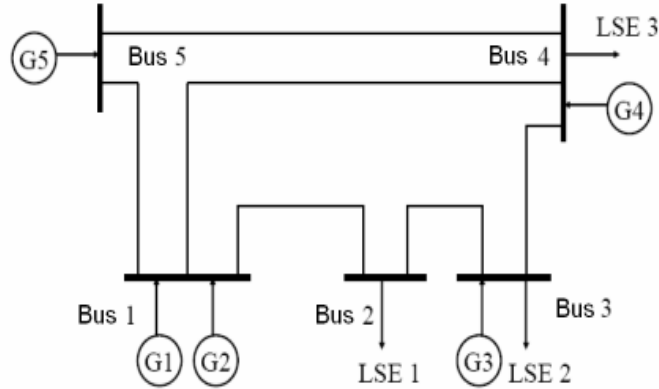 LSE 3
G5
Bus 5
Bus 4
G4
Bus 1
Bus 2
Bus 3
G1
G2
LSE 1
G3
LSE 2